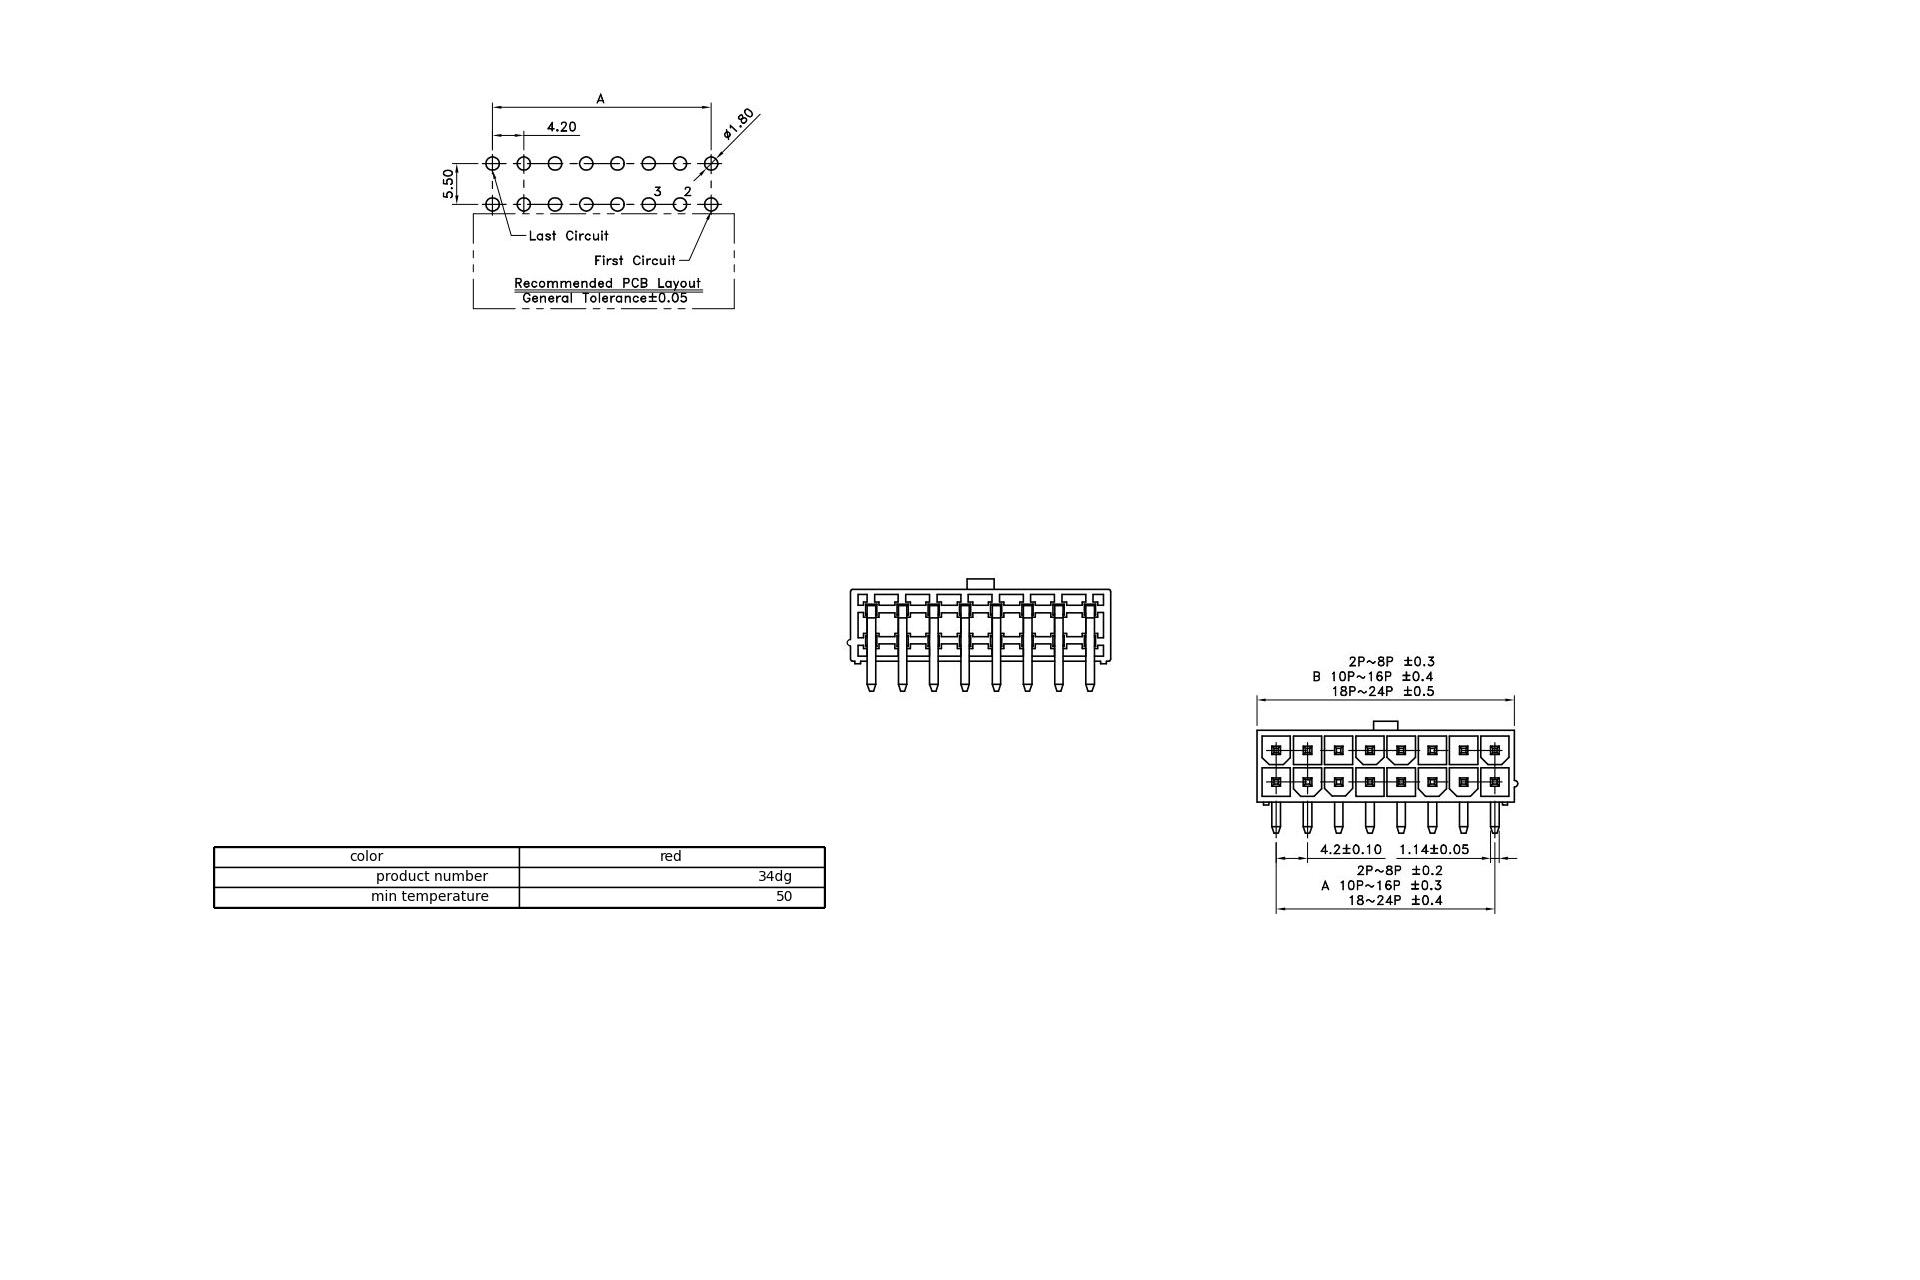 A
4.20
ø1.80
5.50
3 2
Last Circuit
First Circuit
Recommended PCB Layout
General Tolerance±0.05
2P~8P ±0.3
B 10P~16P ±0.4
18P~24P ±0.5
4.2±0.10 1.14±0.05
2P~8P ±0.2
A 10P~16P ±0.3
18~24P ±0.4
color red
product number 34dg
min temperature 50